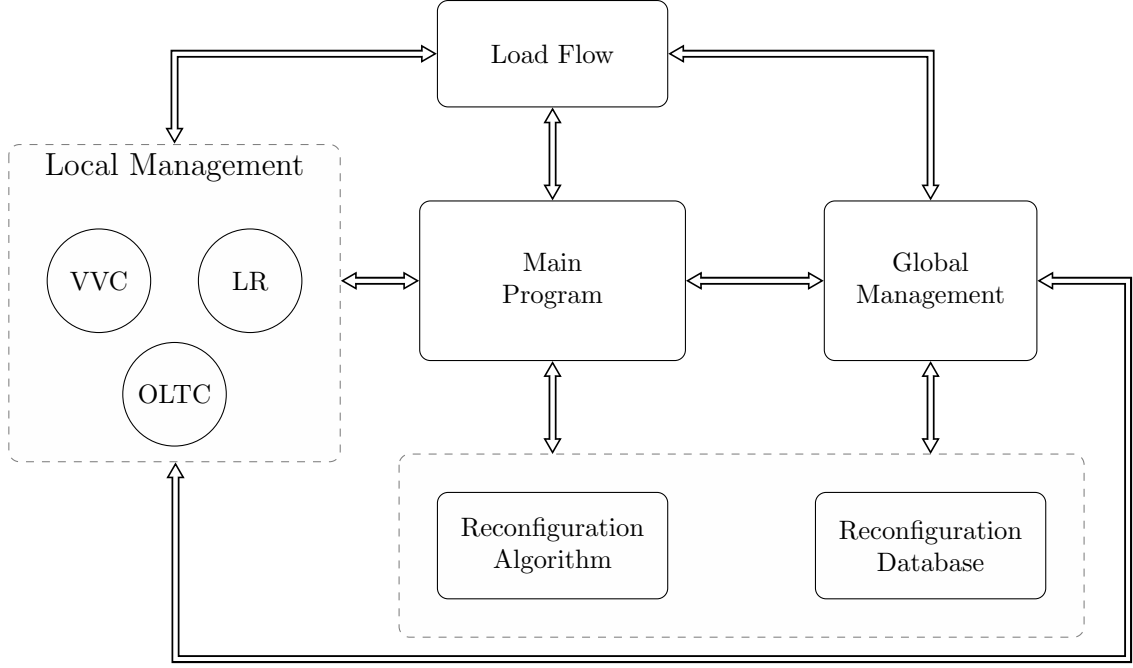 Load Flow
Local Management
VVC
LR
OLTC
Main
Program
Global
Management
Reconfiguration
Algorithm
Reconfiguration
Database